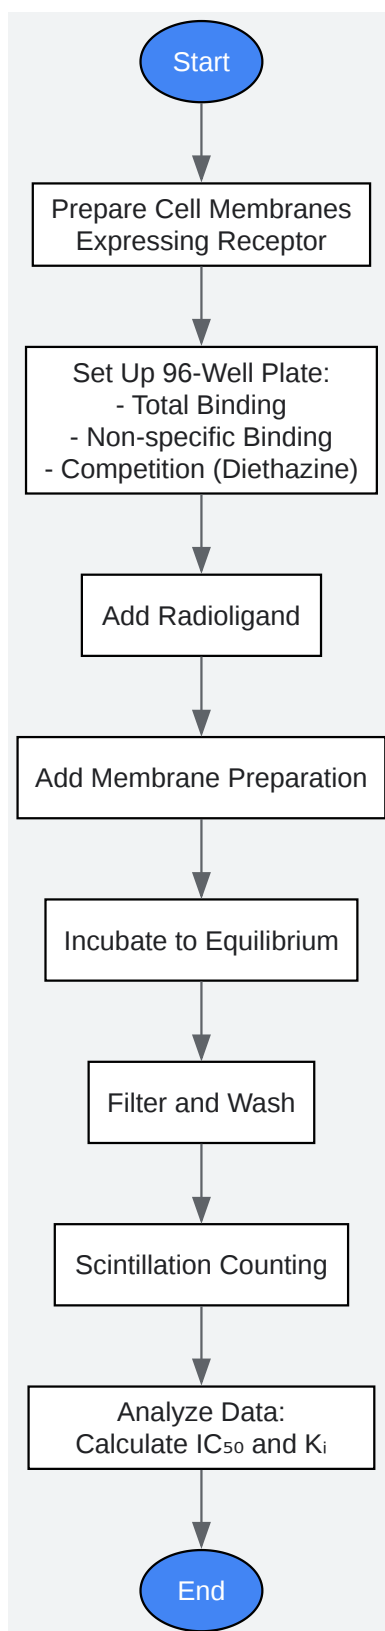 Start
Prepare Cell Membranes
Expressing Receptor
Set Up 96-Well Plate:
- Total Binding
- Non-specific Binding
- Competition (Diethazine)
Add Radioligand
Add Membrane Preparation
Incubate to Equilibrium
Filter and Wash
Scintillation Counting
Analyze Data:
Calculate IC₅₀ and Kᵢ
End